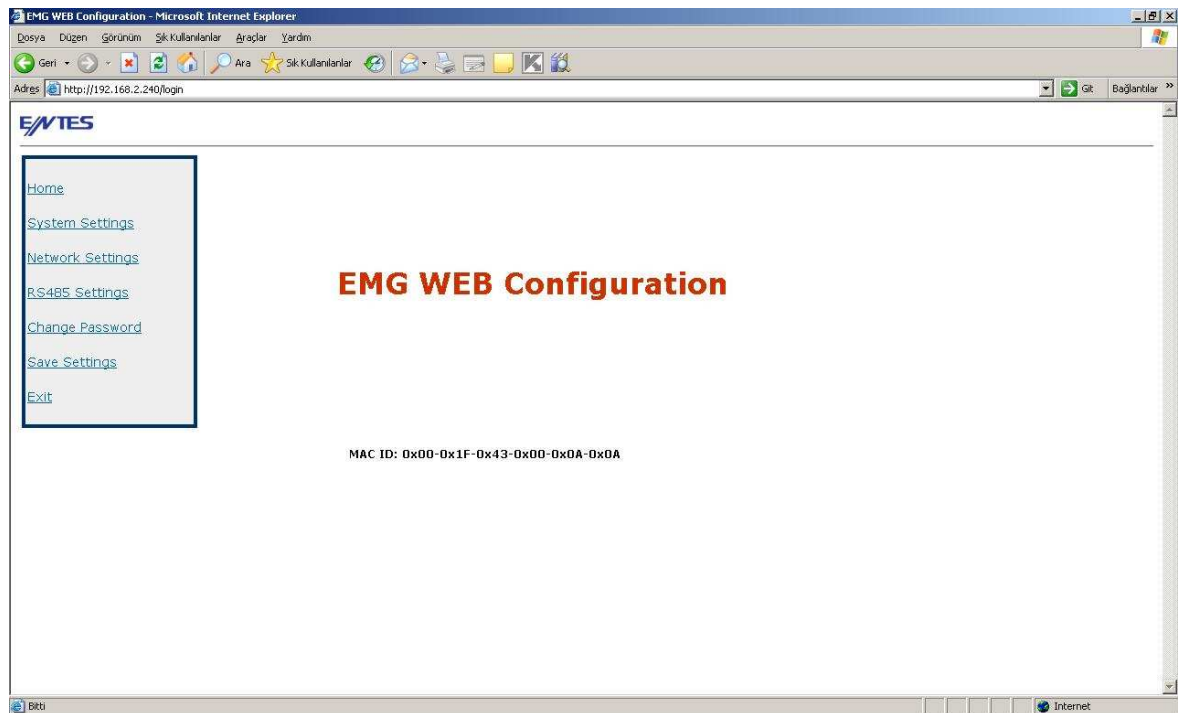 EMG WEB Configuration - Microsoft Internet Explorer
Dosya Düzen Görünüm Sık Kullanılanlar Araçlar Yardım
Geri Ara Sık Kullanılanlar
Adres http://192.168.2.240/login Git Bağlantılar »
ENTES
Home
System Settings
Network Settings
RS485 Settings
Change Password
Save Settings
Exit
EMG WEB Configuration
MAC ID: 0x00-0x1F-0x43-0x00-0x0A-0x0A
Bitti Internet